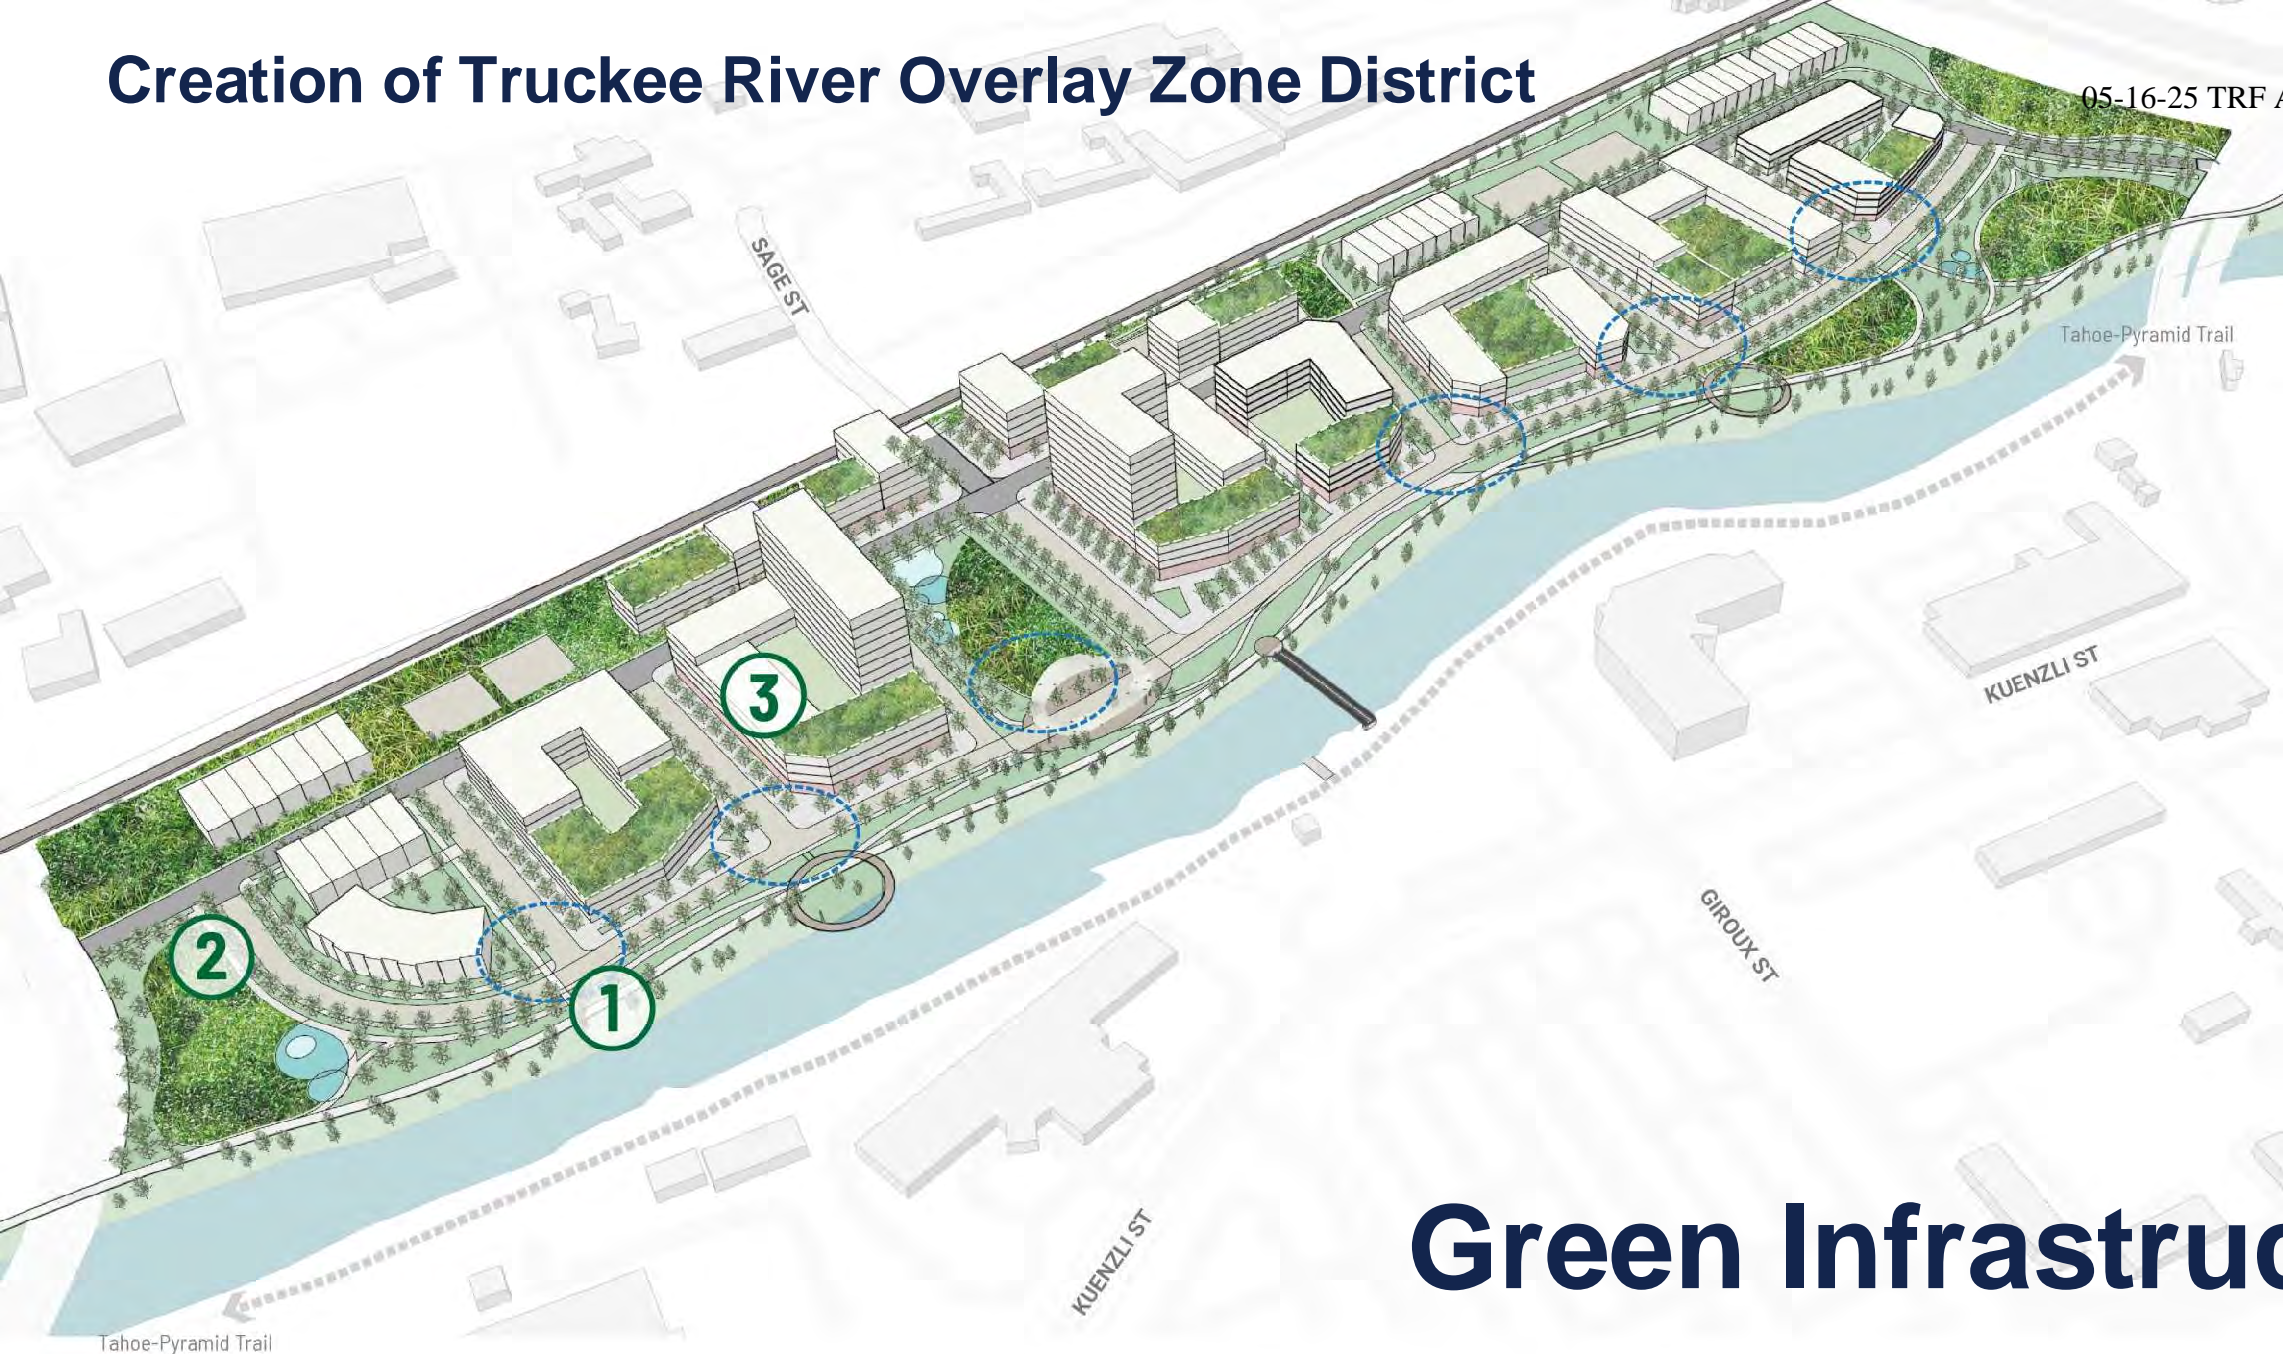 Creation of Truckee River Overlay Zone District
05-16-25 TRF A
SAGE ST
Tahoe-Pyramid Trail
KUENZLI ST
3
2
1
GIROUX ST
KUENZLI ST
Green Infrastruc
Tahoe-Pyramid Trail